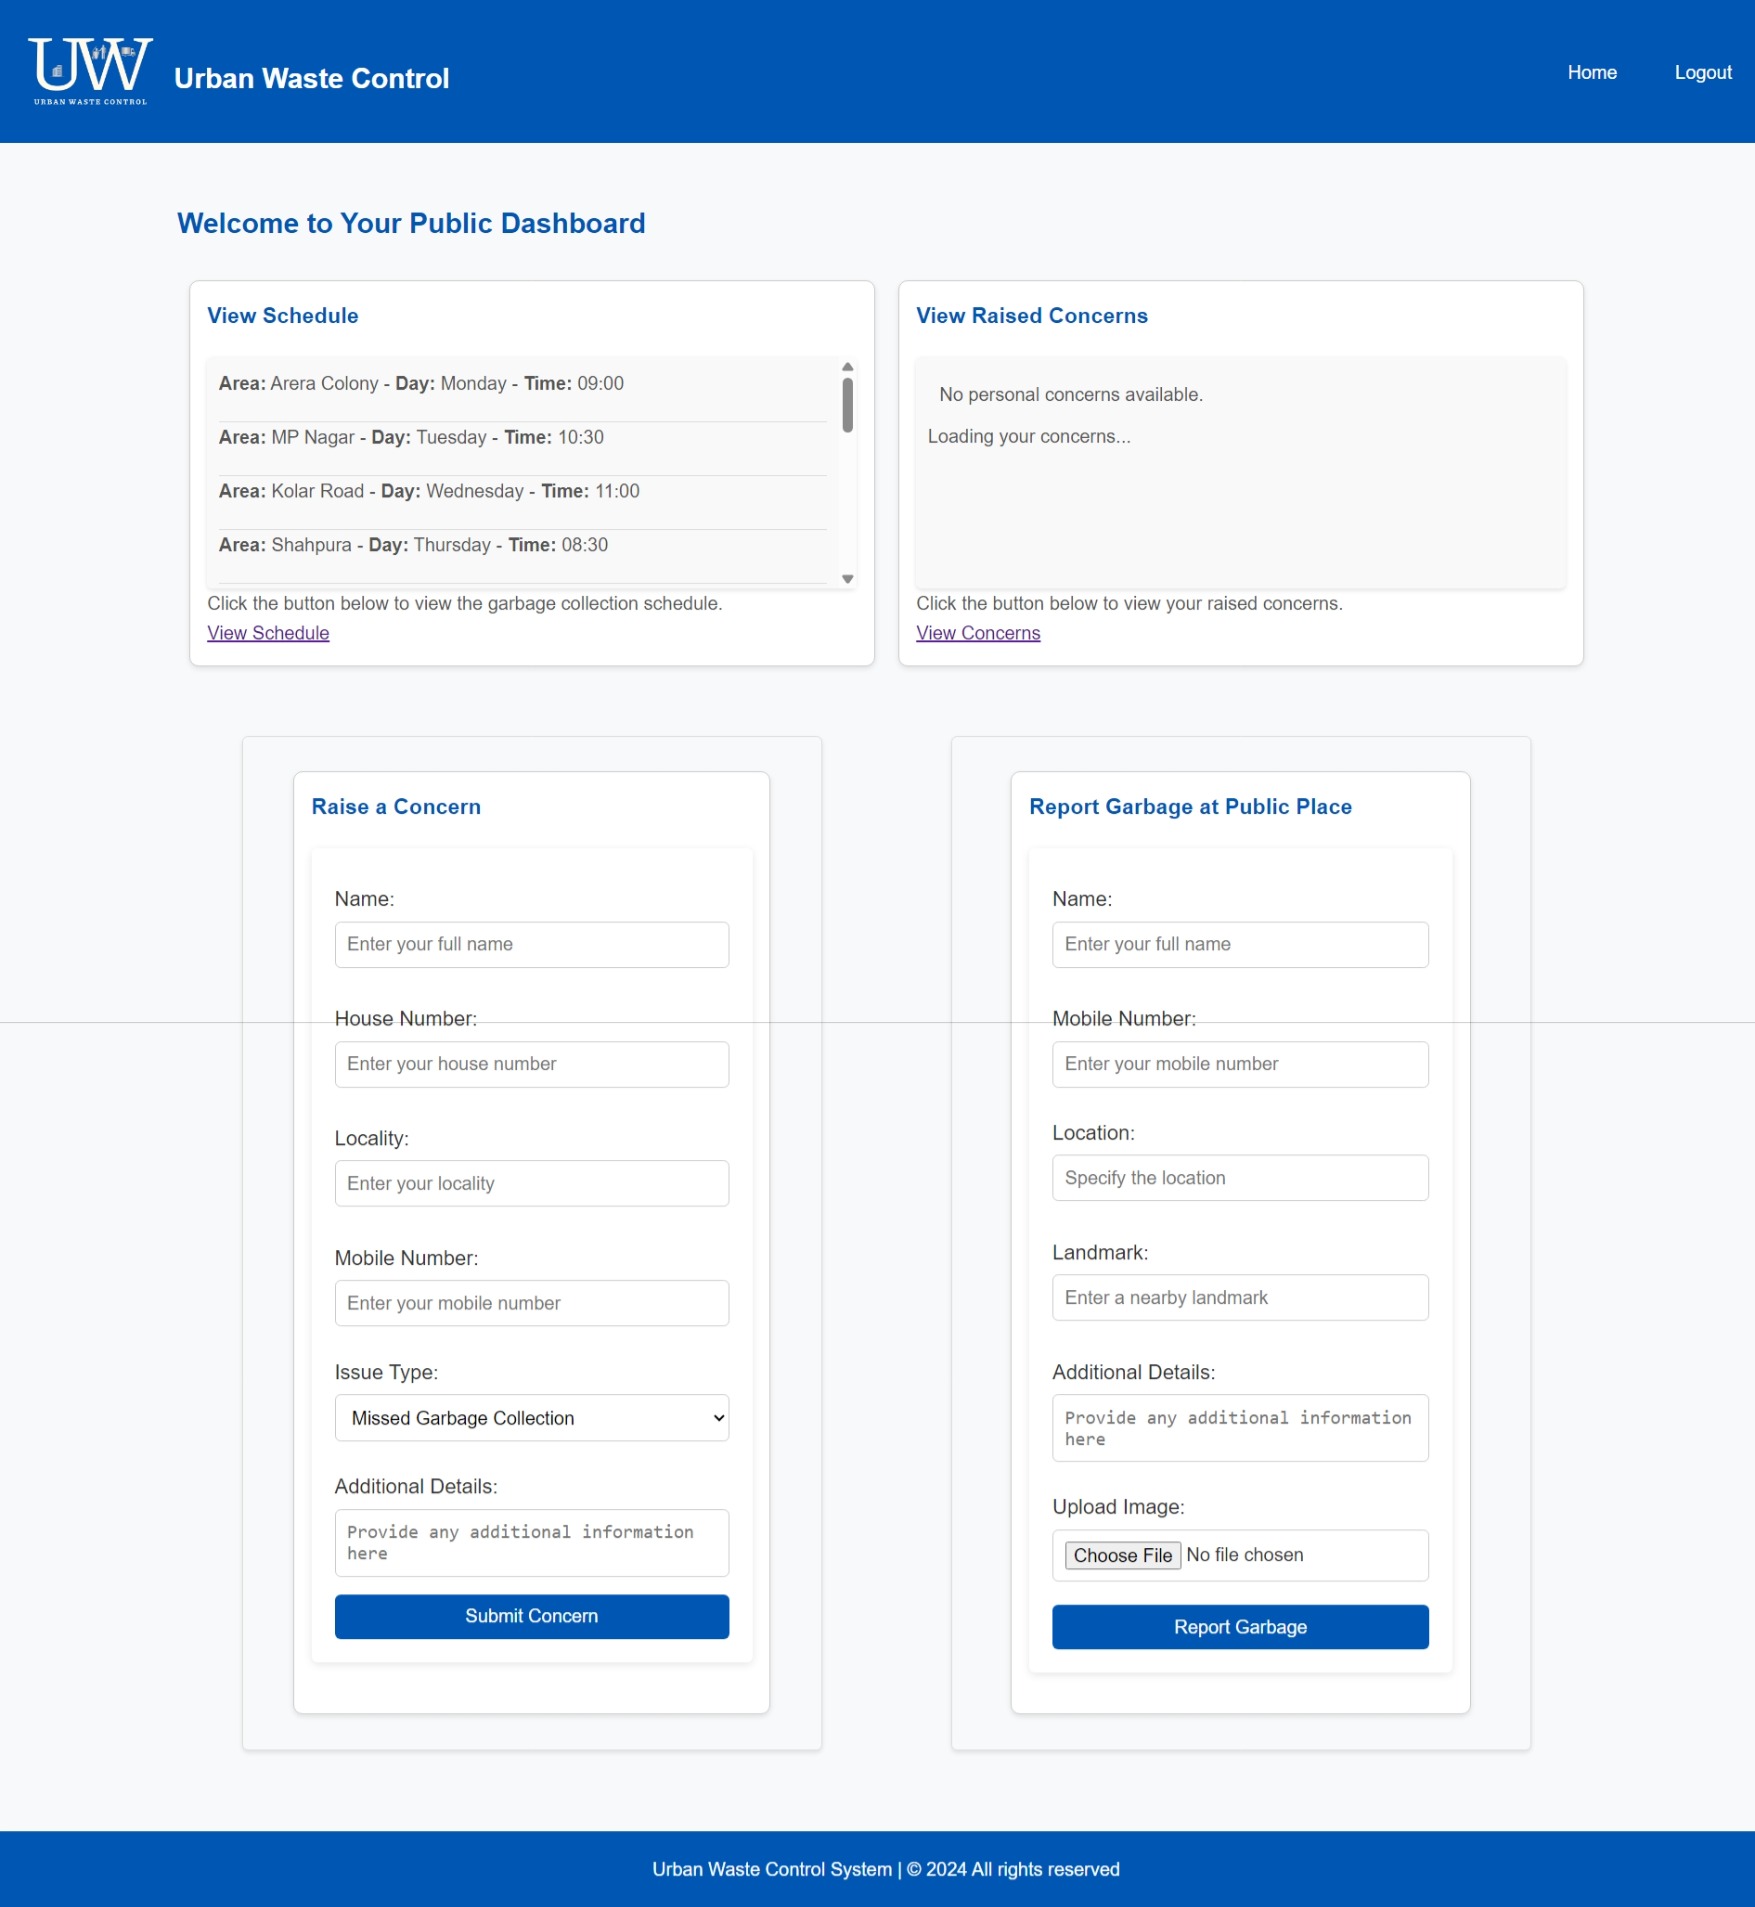 UW
URBAN WASTE CONTROL
Urban Waste Control
Home
Logout
Welcome to Your Public Dashboard
View Schedule
Area: Arera Colony - Day: Monday - Time: 09:00
Area: MP Nagar - Day: Tuesday - Time: 10:30
Area: Kolar Road - Day: Wednesday - Time: 11:00
Area: Shahpura - Day: Thursday - Time: 08:30
Click the button below to view the garbage collection schedule.
View Schedule
View Raised Concerns
No personal concerns available.
Loading your concerns...
Click the button below to view your raised concerns.
View Concerns
Raise a Concern
Name:
Enter your full name
House Number:
Enter your house number
Locality:
Enter your locality
Mobile Number:
Enter your mobile number
Issue Type:
Missed Garbage Collection
Additional Details:
Provide any additional information
here
Submit Concern
Report Garbage at Public Place
Name:
Enter your full name
Mobile Number:
Enter your mobile number
Location:
Specify the location
Landmark:
Enter a nearby landmark
Additional Details:
Provide any additional information
here
Upload Image:
Choose File No file chosen
Report Garbage
Urban Waste Control System | © 2024 All rights reserved